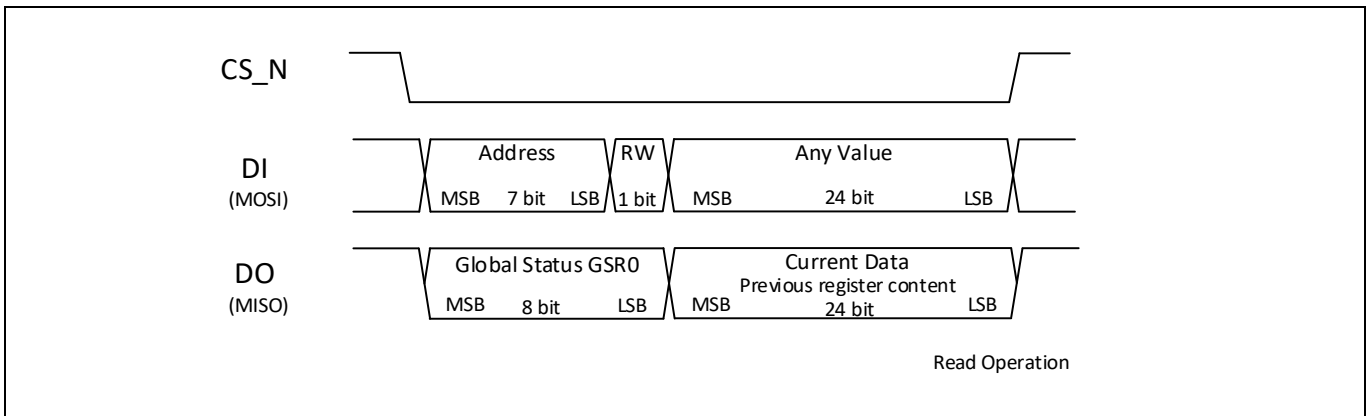 CS_N
DI
(MOSI)
Address
MSB 7 bit LSB
RW
1 bit
Any Value
MSB 24 bit LSB
DO
(MISO)
Global Status GSR0
MSB 8 bit LSB
Current Data
Previous register content
MSB 24 bit LSB
Read Operation